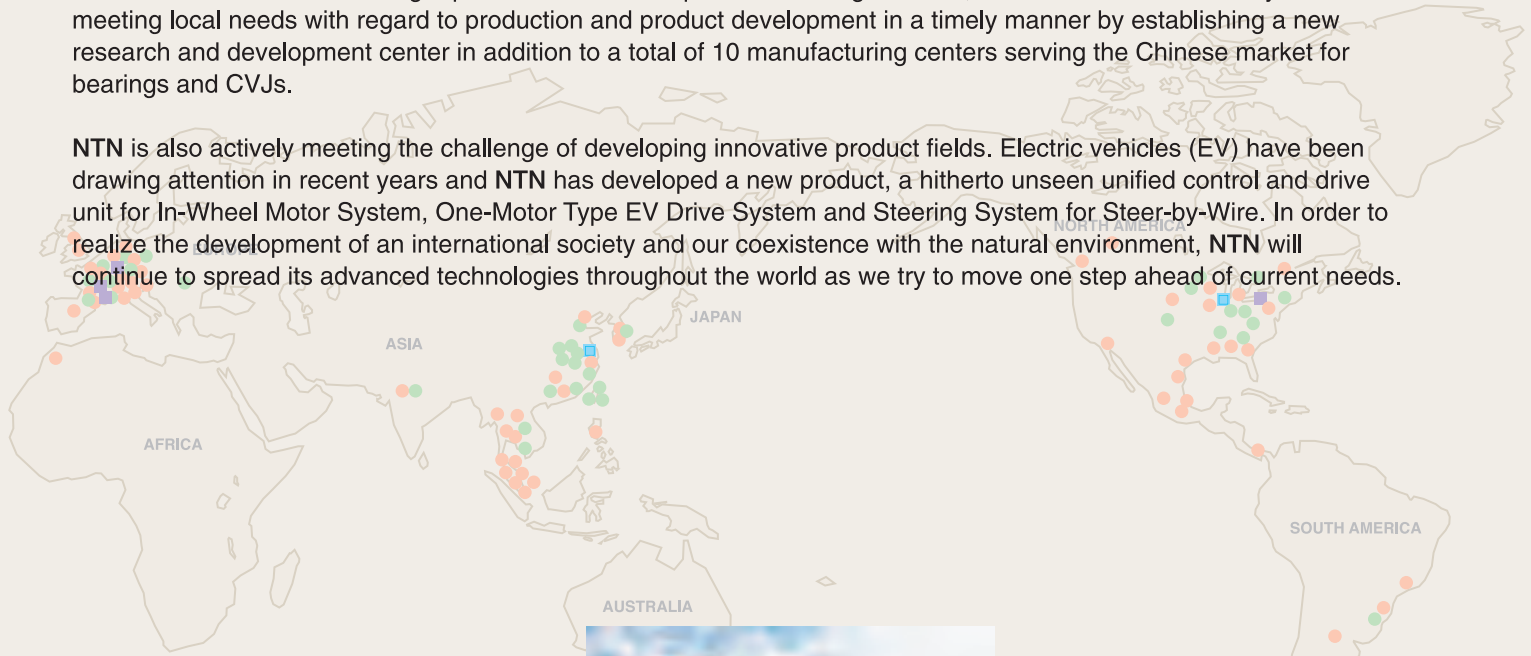 meeting local needs with regard to production and product development in a timely manner by establishing a new
research and development center in addition to a total of 10 manufacturing centers serving the Chinese market for
bearings and CVJs.
NTN is also actively meeting the challenge of developing innovative product fields. Electric vehicles (EV) have been
drawing attention in recent years and NTN has developed a new product, a hitherto unseen unified control and drive
unit for In-Wheel Motor System, One-Motor Type EV Drive System and Steering System for Steer-by-Wire. In order to
realize the development of an international society and our coexistence with the natural environment, NTN will
continue to spread its advanced technologies throughout the world as we try to move one step ahead of current needs.
NORTH AMERICA
EUROPE
JAPAN
ASIA
AFRICA
SOUTH AMERICA
AUSTRALIA